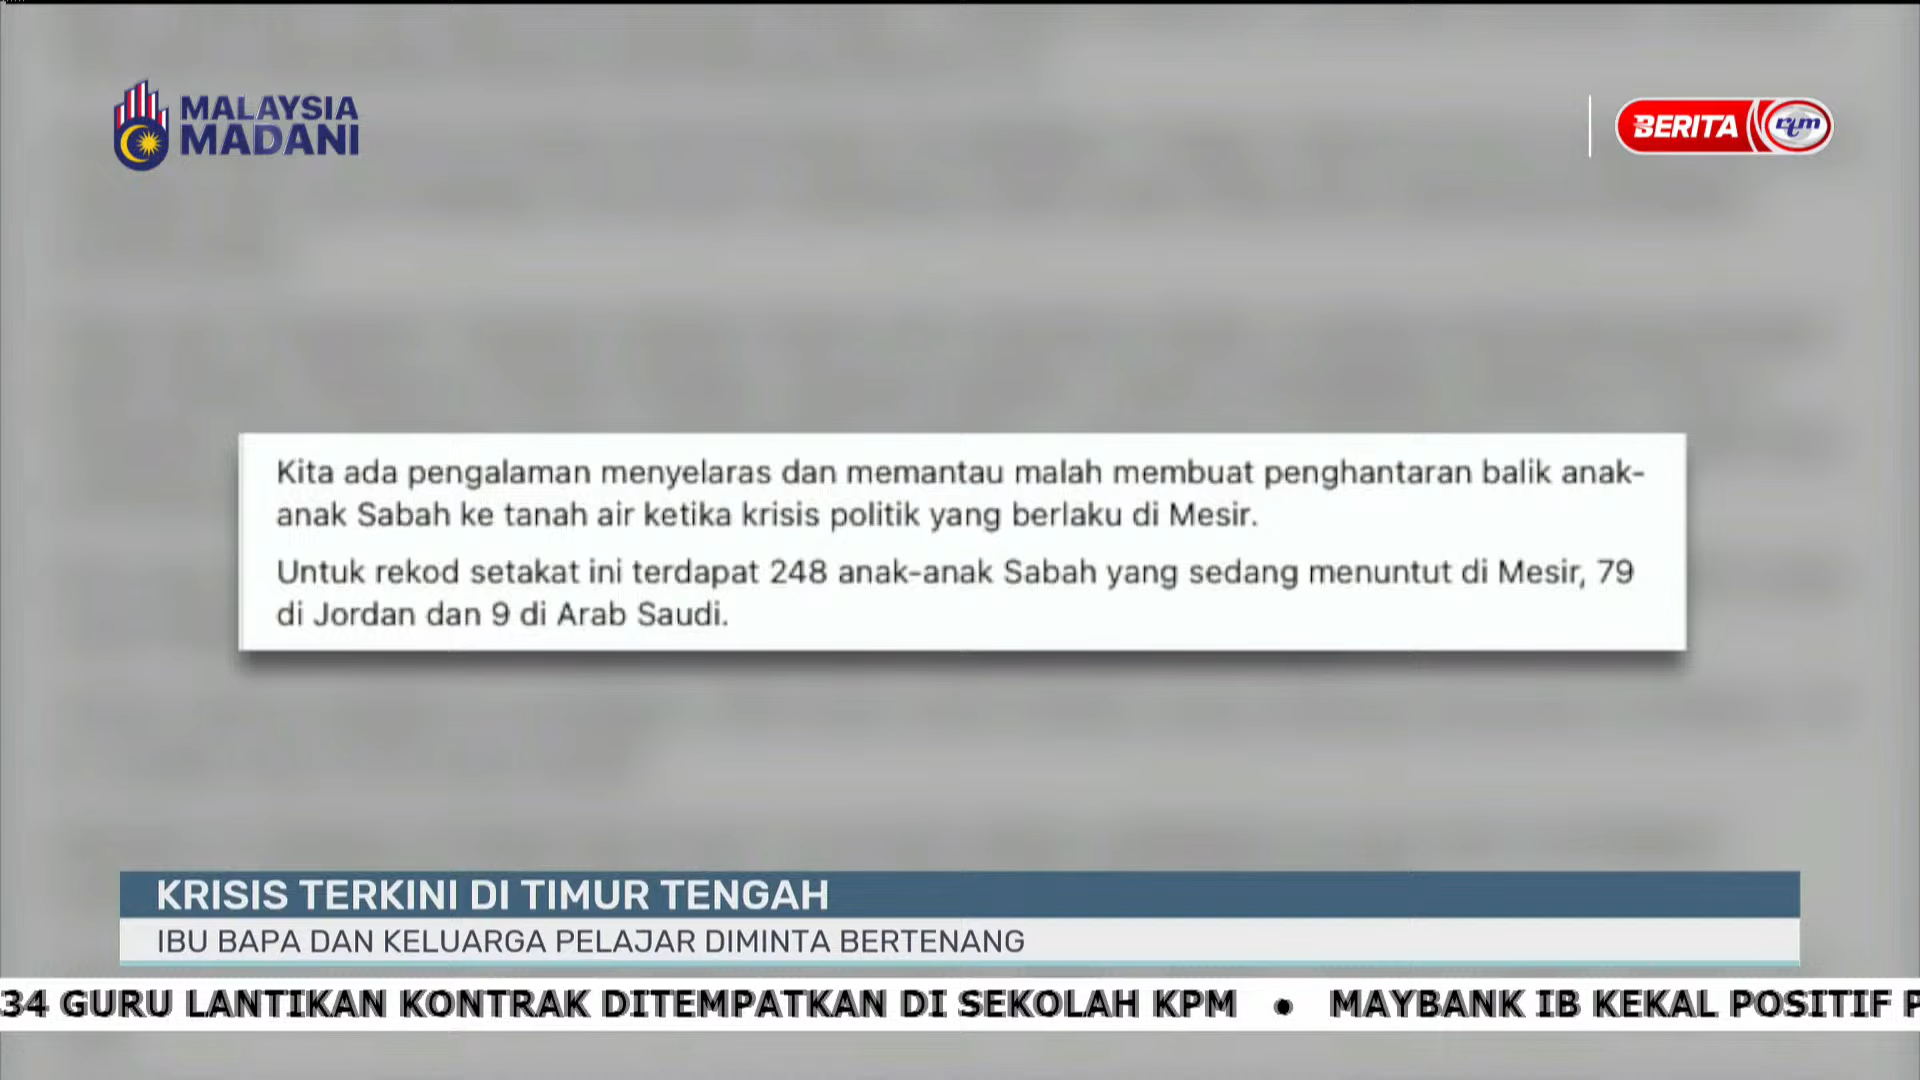 MALAYSIA
MADANI
BERITA rtm
Kita ada pengalaman menyelaras dan memantau malah membuat penghantaran balik anak-
anak Sabah ke tanah air ketika krisis politik yang berlaku di Mesir.
Untuk rekod setakat ini terdapat 248 anak-anak Sabah yang sedang menuntut di Mesir, 79
di Jordan dan 9 di Arab Saudi.
KRISIS TERKINI DI TIMUR TENGAH
IBU BAPA DAN KELUARGA PELAJAR DIMINTA BERTENANG
34 GURU LANTIKAN KONTRAK DITEMPATKAN DI SEKOLAH KPM • MAYBANK IB KEKAL POSITIF P